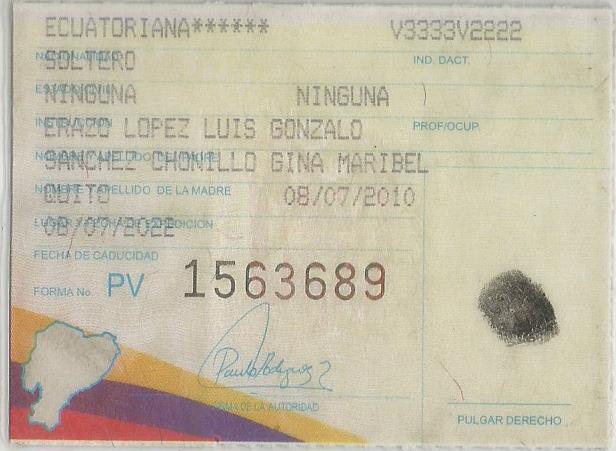 ECUATORIANA****** V3333V2222
NACIONALIDAD IND. DACT.
SOLTERO
ESTADO CIVIL
NINGUNA NINGUNA
INSTRUCCIÓN PROF/OCUP.
ERAZO LOPEZ LUIS GONZALO
NOMBRE Y APELLIDO DEL PADRE
SANCHEZ CHONILLO GINA MARIBEL
NOMBRE Y APELLIDO DE LA MADRE
QUITO 08/07/2010
LUGAR Y FECHA DE EXPEDICION
08/07/2022
FECHA DE CADUCIDAD
FORMA No. PV 1563689
FIRMA DE LA AUTORIDAD
PULGAR DERECHO